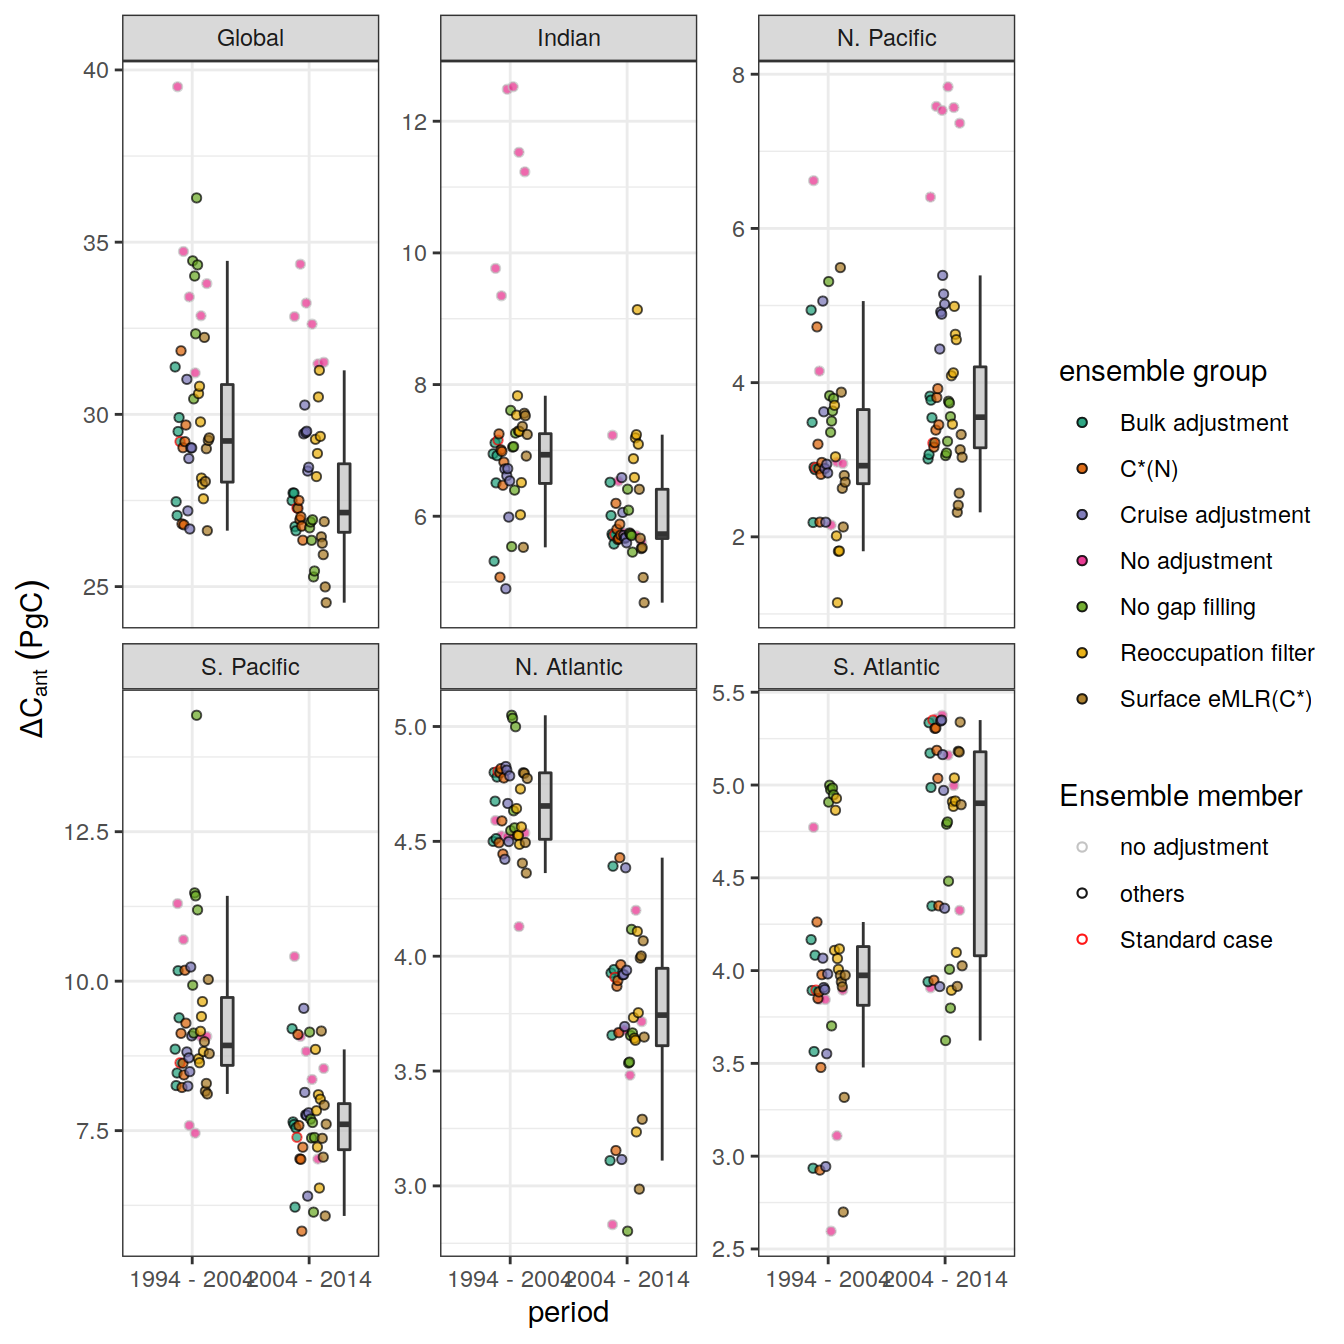 Global
Indian
N. Pacific
40
35
30
25
12
10
8
6
8
6
4
2
S. Pacific
N. Atlantic
S. Atlantic
12.5
10.0
7.5
5.0
4.5
4.0
3.5
3.0
5.5
5.0
4.5
4.0
3.5
3.0
2.5
1994 - 2004
2004 - 2014
1994 - 2004
2004 - 2014
1994 - 2004
2004 - 2014
period
ΔCant (PgC)
ensemble group
Bulk adjustment
C*(N)
Cruise adjustment
No adjustment
No gap filling
Reoccupation filter
Surface eMLR(C*)
Ensemble member
no adjustment
others
Standard case